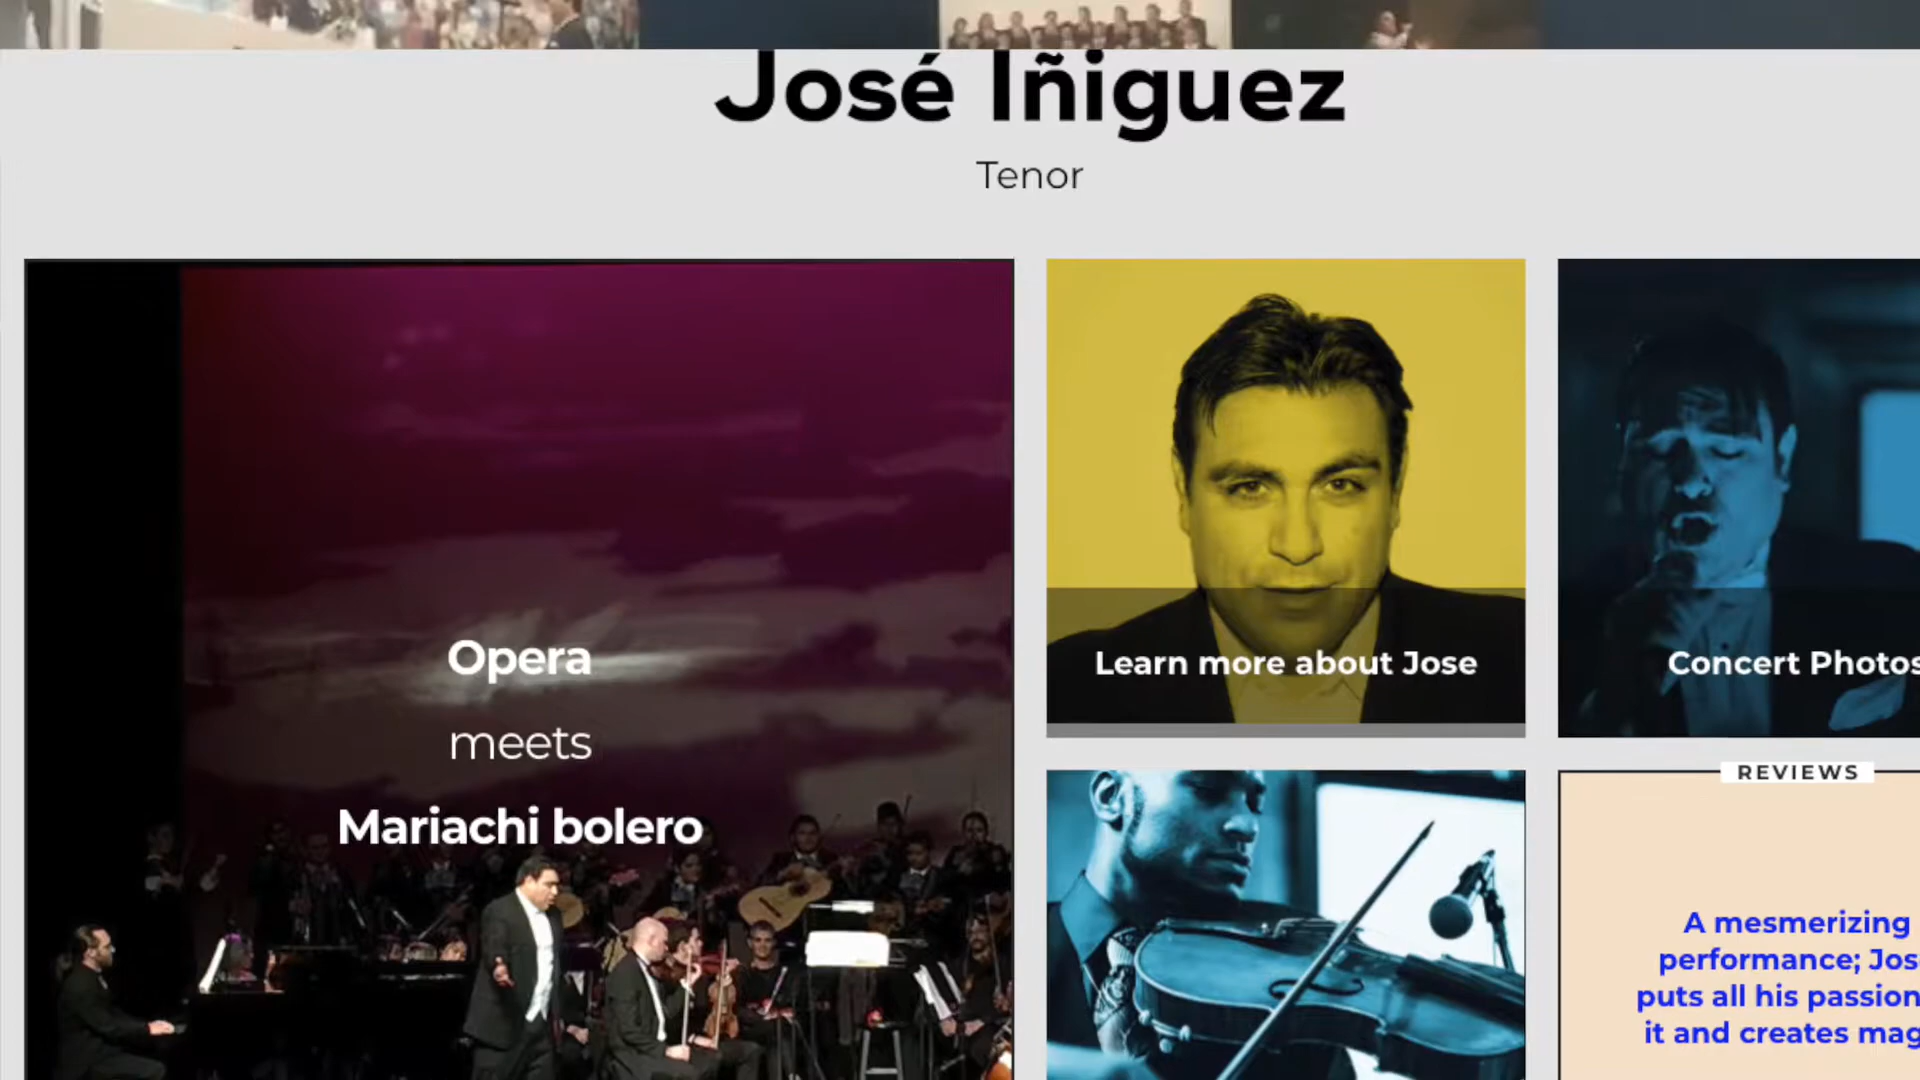 José Iñiguez
Tenor
Opera
meets
Mariachi bolero
Learn more about Jose
Concert Photos
REVIEWS
A mesmerizing
performance; Jos
puts all his passion
it and creates mag